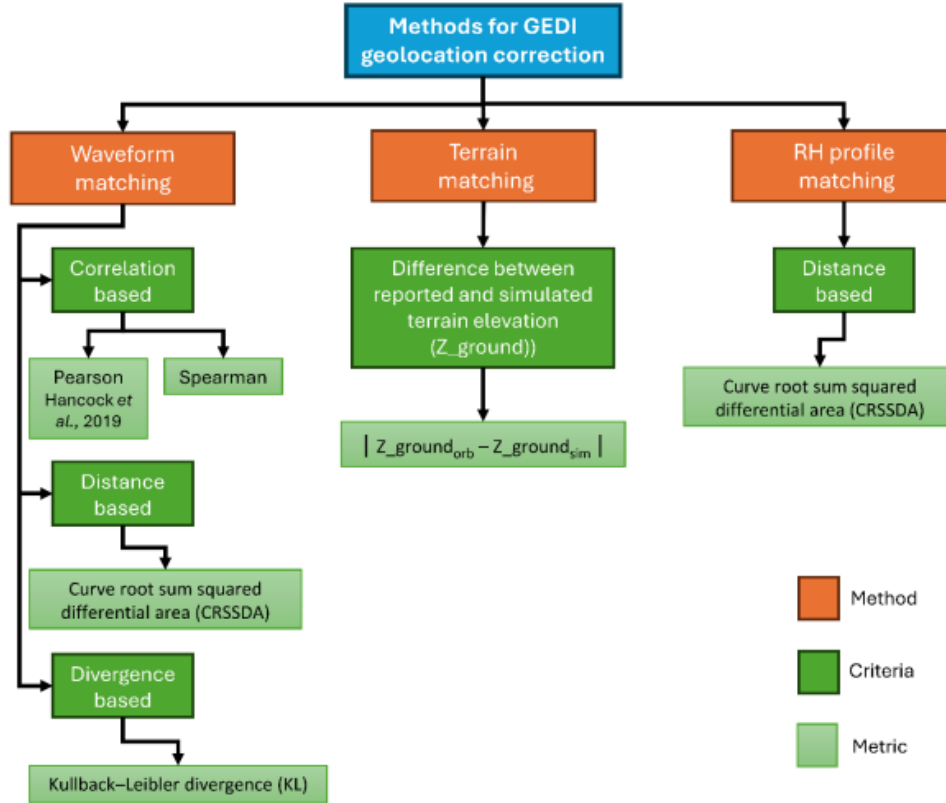 Methods for GEDI
geolocation correction
Waveform
matching
Terrain
matching
RH profile
matching
Correlation
based
Difference between
reported and simulated
terrain elevation
(Z_ground))
Distance
based
Pearson
Hancock et
al., 2019
Spearman
Curve root sum squared
differential area (CRSSDA)
| Z_ground_orb – Z_ground_sim |
Distance
based
Curve root sum squared
differential area (CRSSDA)
Divergence
based
Kullback–Leibler divergence (KL)
Method
Criteria
Metric